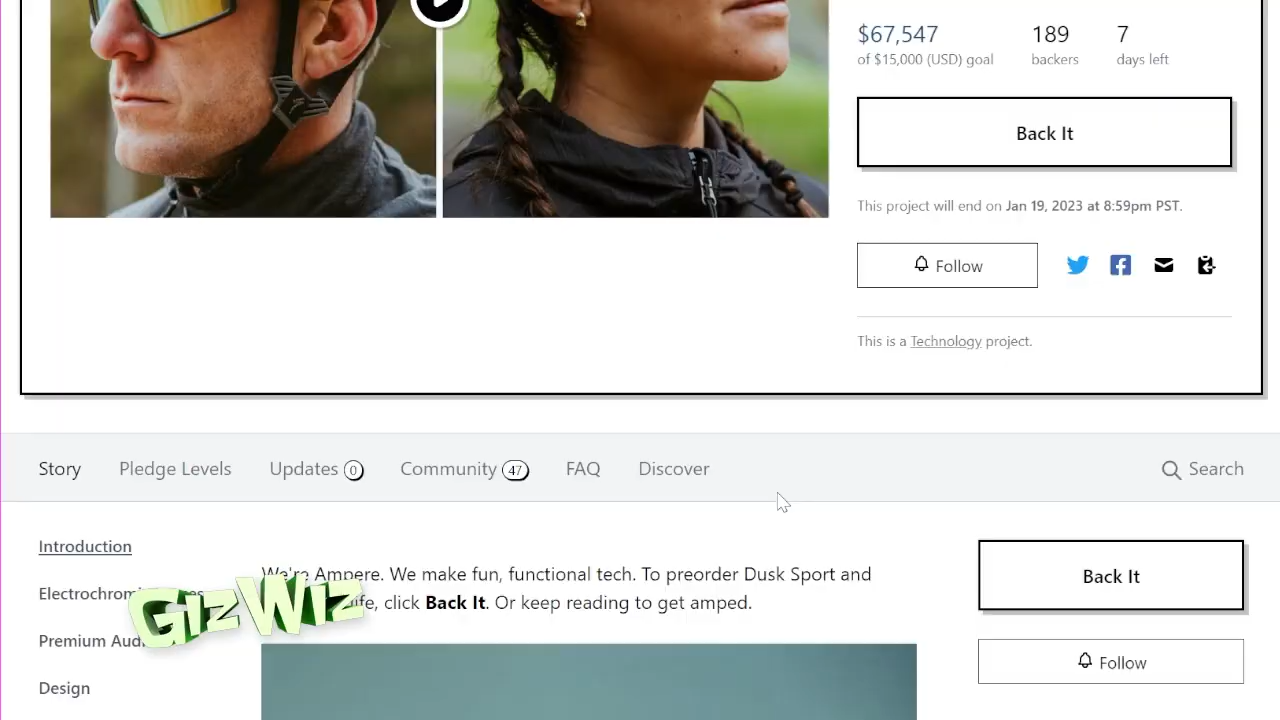 $67,547
of $15,000 (USD) goal
189
backers
7
days left
Back It
This project will end on Jan 19, 2023 at 8:59pm PST.
Follow
This is a Technology project.
Story
Pledge Levels
Updates 0
Community 47
FAQ
Discover
Search
Introduction
Electrochrom
Premium Aud
Design
We're Ampere. We make fun, functional tech. To preorder Dusk Sport and
ife, click Back It. Or keep reading to get amped.
GizWiz
Back It
Follow